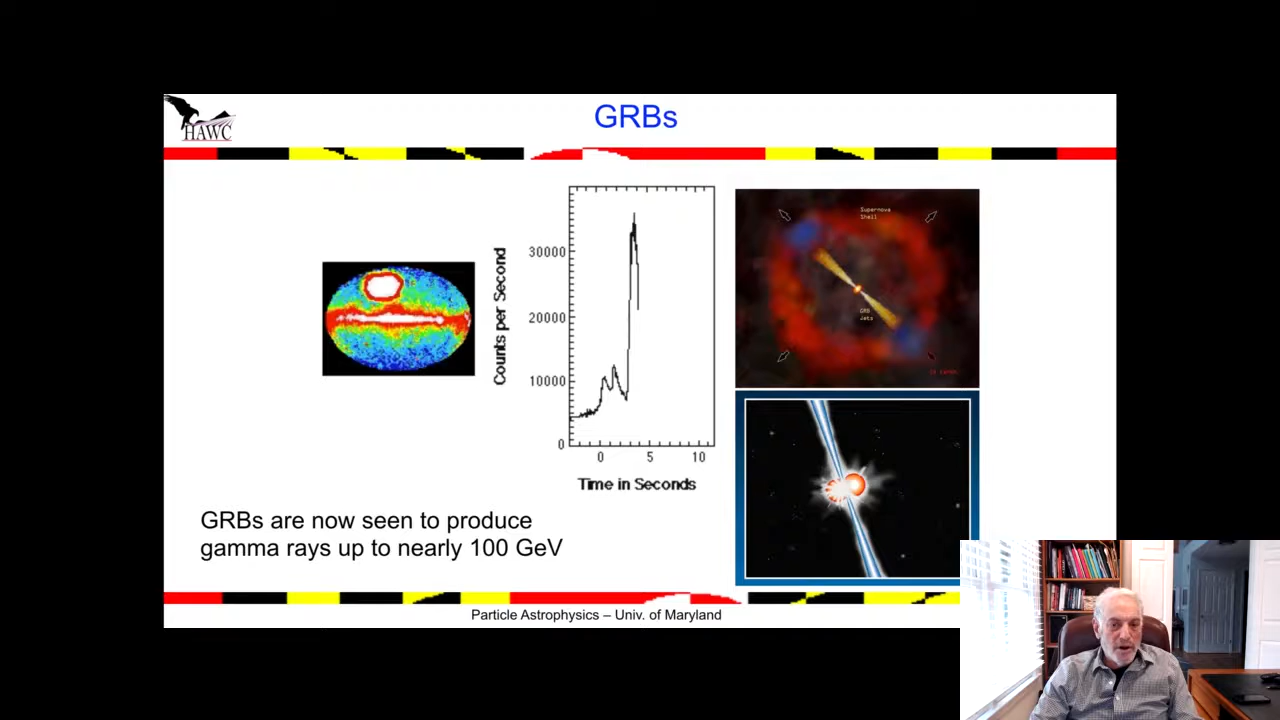 HAWC
GRBs
Counts per Second
30000
20000
10000
0
0 5 10
Time in Seconds
Supernova
Shell
GRB
Jets
GRBs are now seen to produce
gamma rays up to nearly 100 GeV
Particle Astrophysics – Univ. of Maryland